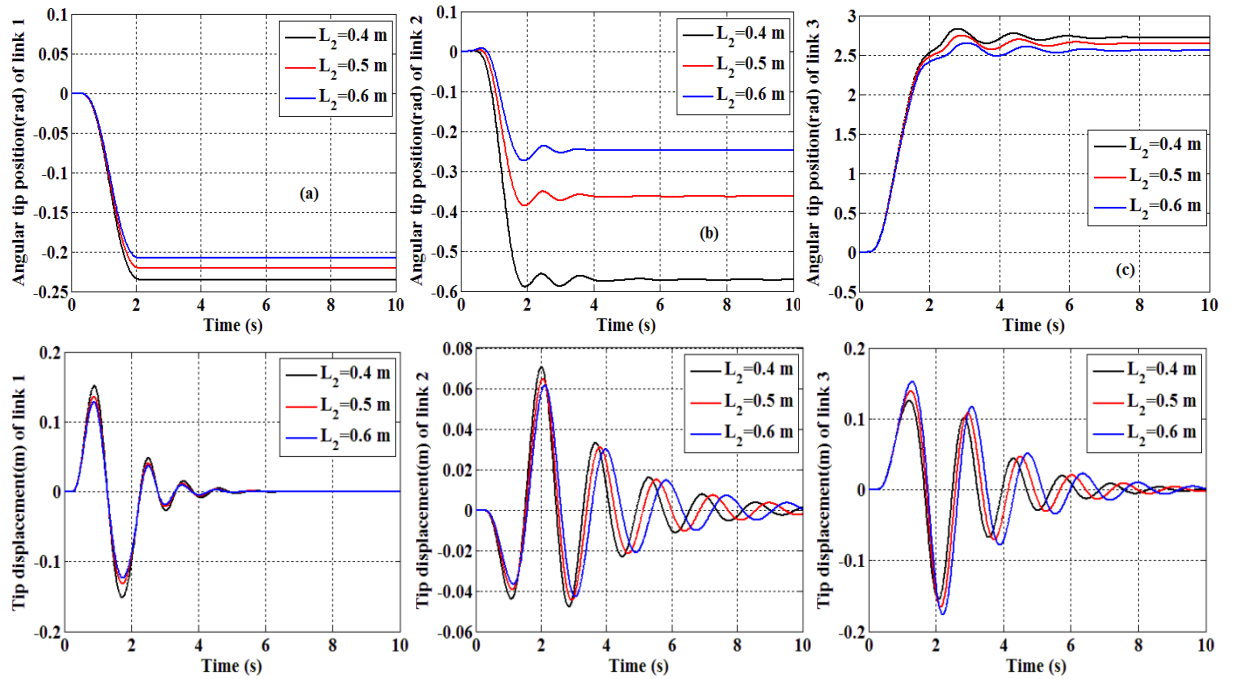 Angular tip position(rad) of link 1
0.1
0.05
0
-0.05
-0.1
-0.15
-0.2
-0.25
L2=0.4 m
L2=0.5 m
L2=0.6 m
(a)
0 2 4 6 8 10
Time (s)
Angular tip position(rad) of link 2
0.1
0
0.1
-0.2
-0.3
-0.4
-0.5
-0.6
L2=0.4 m
L2=0.5 m
L2=0.6 m
(b)
0 2 4 6 8 10
Time (s)
Angular tip position(rad) of link 3
3
2.5
2
1.5
1
0.5
0
-0.5
L2=0.4 m
L2=0.5 m
L2=0.6 m
(c)
0 2 4 6 8 10
Time (s)
Tip displacement(m) of link 1
0.2
0.1
0
-0.1
-0.2
L2=0.4 m
L2=0.5 m
L2=0.6 m
0 2 4 6 8 10
Time (s)
Tip displacement(m) of link 2
0.08
0.06
0.04
0.02
0
-0.02
-0.04
0.06
L2=0.4 m
L2=0.5 m
L2=0.6 m
0 2 4 6 8 10
Time (s)
Tip displacement(m) of link 3
0.2
0.1
0
-0.1
-0.2
L2=0.4 m
L2=0.5 m
L2=0.6 m
0 2 4 6 8 10
Time (s)